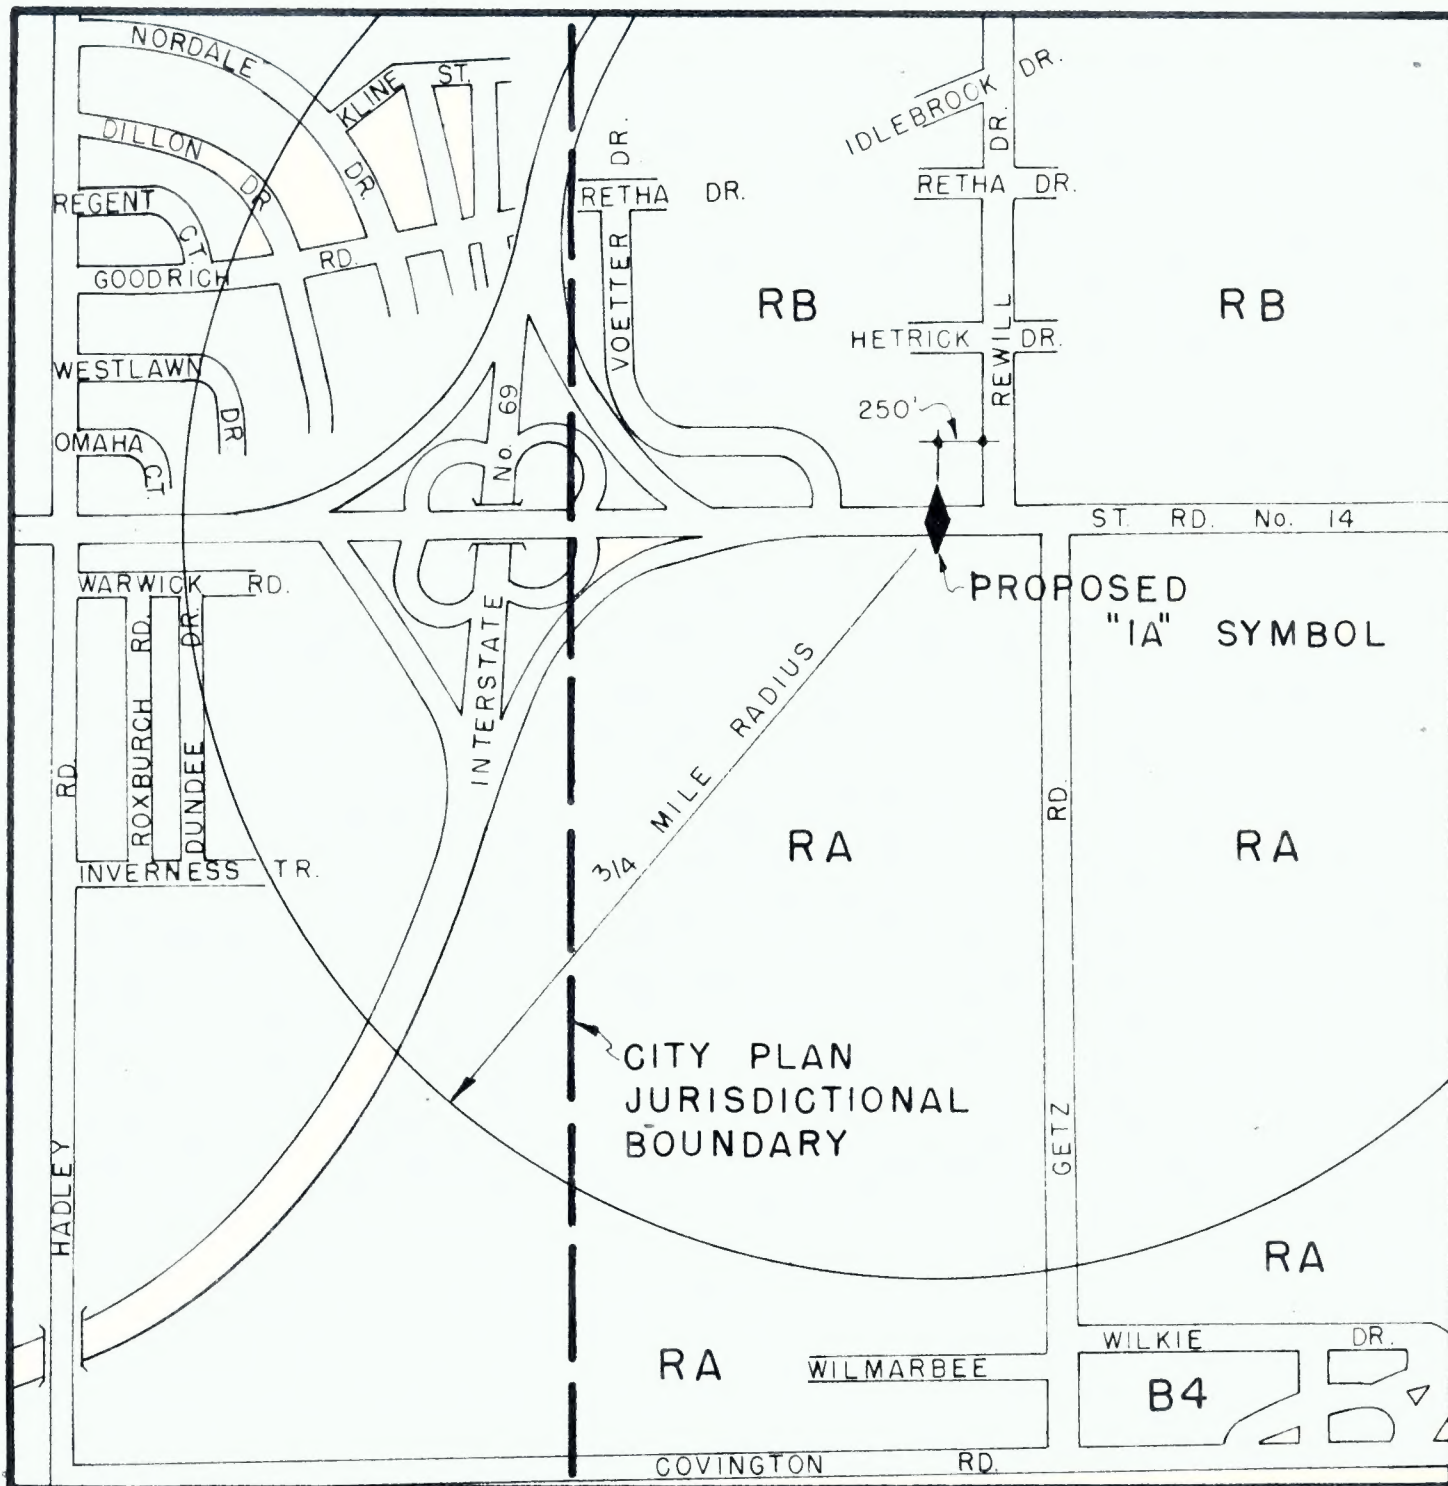 NORDALE DR.
KLINE ST.
DILLON DR
REGENT CT.
GOODRICH RD.
WESTLAWN DR.
OMAHA CT.
VOETTER DR.
RETHA DR.
IDLEBROOK DR.
RETHA DR.
RB
RB
HETRICK DR.
REWILL DR.
250'
INTERSTATE No. 69
ST. RD. No. 14
PROPOSED
"IA" SYMBOL
WARWICK RD.
ROXBURGH RD.
DUNDEE DR.
INVERNESS TR.
3/4 MILE RADIUS
RA
RA
CITY PLAN
JURISDICTIONAL
BOUNDARY
HADLEY RD.
GETZ RD.
RA
RA
WILKIE DR.
WILMARBEE
B4
COVINGTON RD.